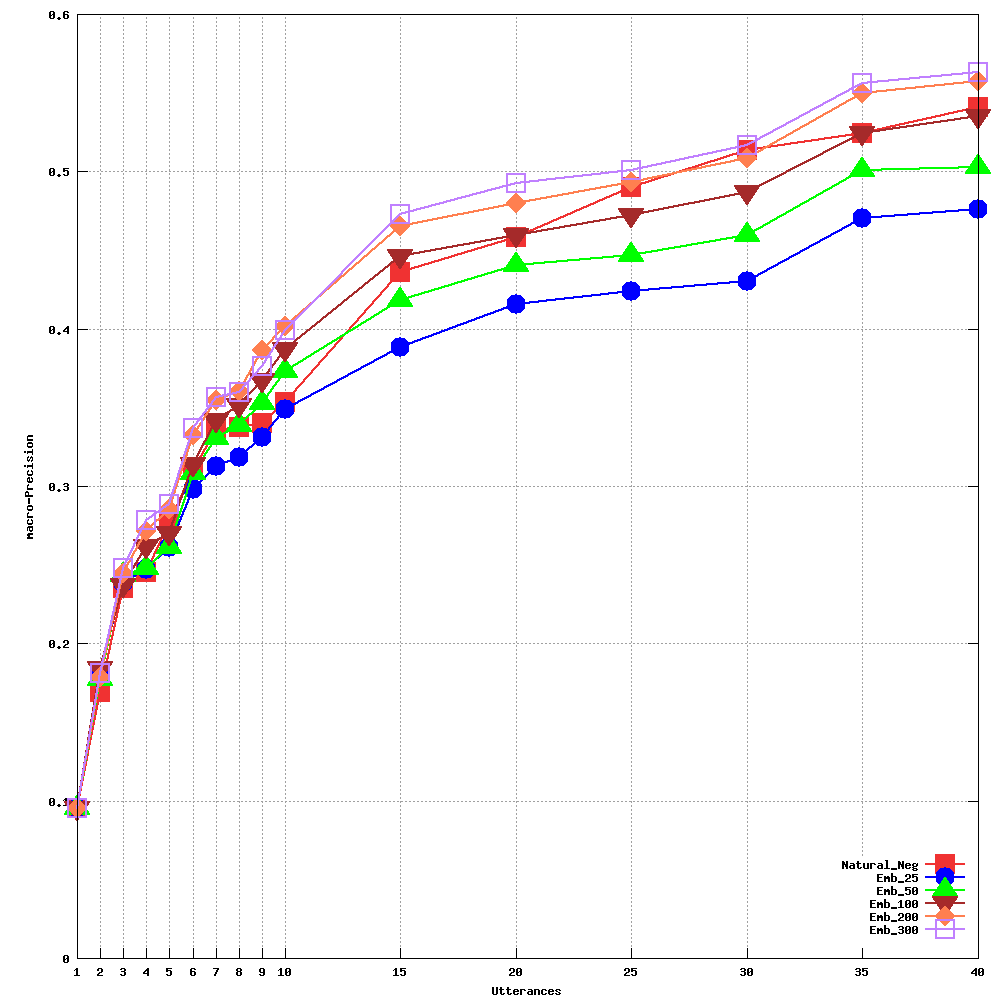 0.6
0.5
0.4
0.3
0.2
0.1
0
macro-Precision
1 2 3 4 5 6 7 8 9 10 15 20 25 30 35 40
Utterances
Natural_Neg
Emb_25
Emb_50
Emb_100
Emb_200
Emb_300